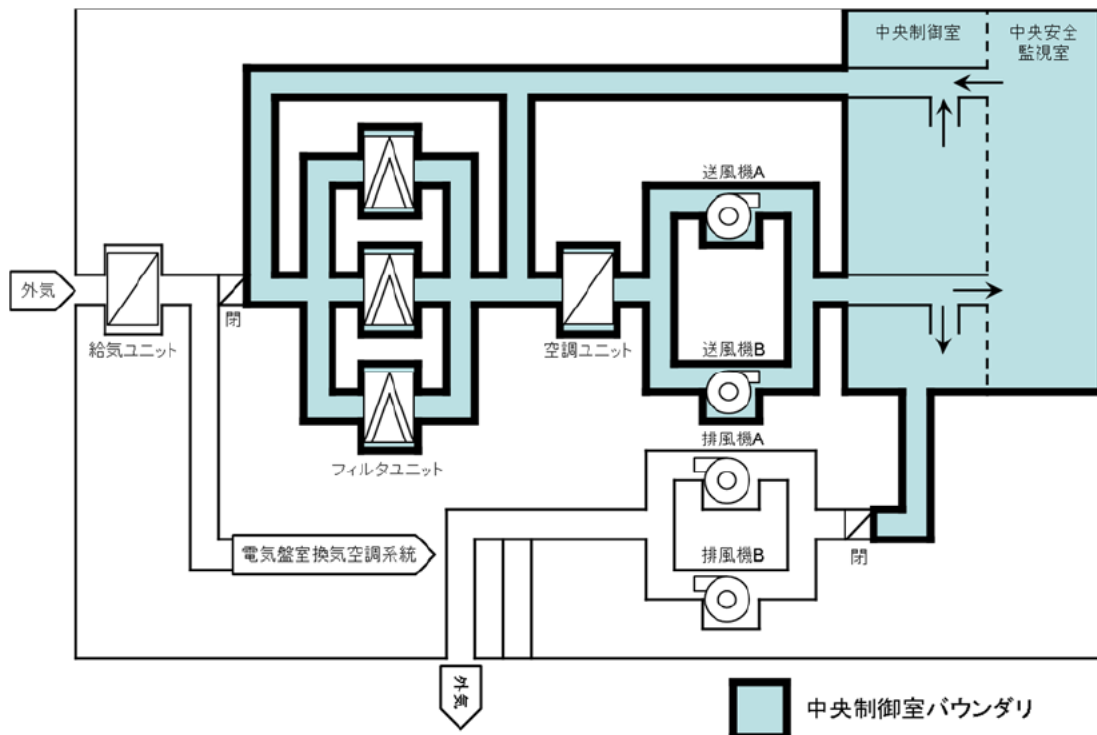 中央制御室
中央安全
監視室
送風機A
外気
給気ユニット
閉
空調ユニット
送風機B
フィルタユニット
排風機A
電気盤室換気空調系統
排風機B
閉
外気
中央制御室バウンダリ